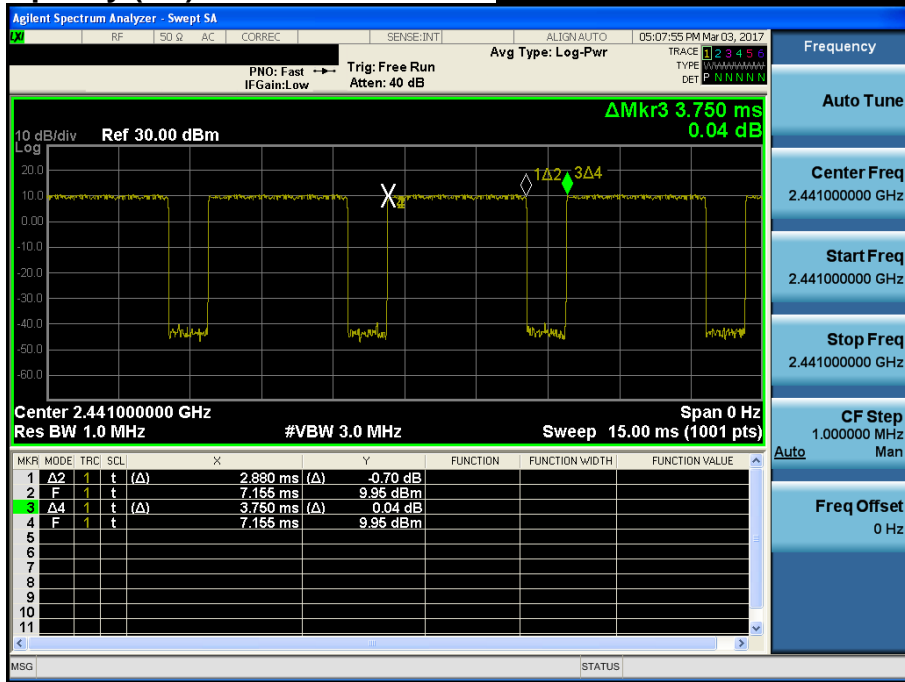 Agilent Spectrum Analyzer - Swept SA
LXI RF 50 Ω AC CORREC SENSE:INT ALIGN AUTO 05:07:55 PM Mar 03, 2017
Avg Type: Log-Pwr TRACE 1 2 3 4 5 6
PNO: Fast Trig: Free Run TYPE WWWWWW
IFGain:Low Atten: 40 dB DET P N N N N N
Frequency
Auto Tune
Center Freq
2.441000000 GHz
Start Freq
2.441000000 GHz
Stop Freq
2.441000000 GHz
CF Step
1.000000 MHz
Auto Man
Freq Offset
0 Hz
ΔMkr3 3.750 ms
0.04 dB
10 dB/div Ref 30.00 dBm
Log
20.0
10.0
0.00
-10.0
-20.0
-30.0
-40.0
-50.0
-60.0
1Δ2 3Δ4
X
Center 2.441000000 GHz Span 0 Hz
Res BW 1.0 MHz #VBW 3.0 MHz Sweep 15.00 ms (1001 pts)
MKR MODE TRC SCL X Y FUNCTION FUNCTION WIDTH FUNCTION VALUE
1 Δ2 1 t (Δ) 2.880 ms (Δ) -0.70 dB
2 F 1 t 7.155 ms 9.95 dBm
3 Δ4 1 t (Δ) 3.750 ms (Δ) 0.04 dB
4 F 1 t 7.155 ms 9.95 dBm
5
6
7
8
9
10
11
MSG STATUS